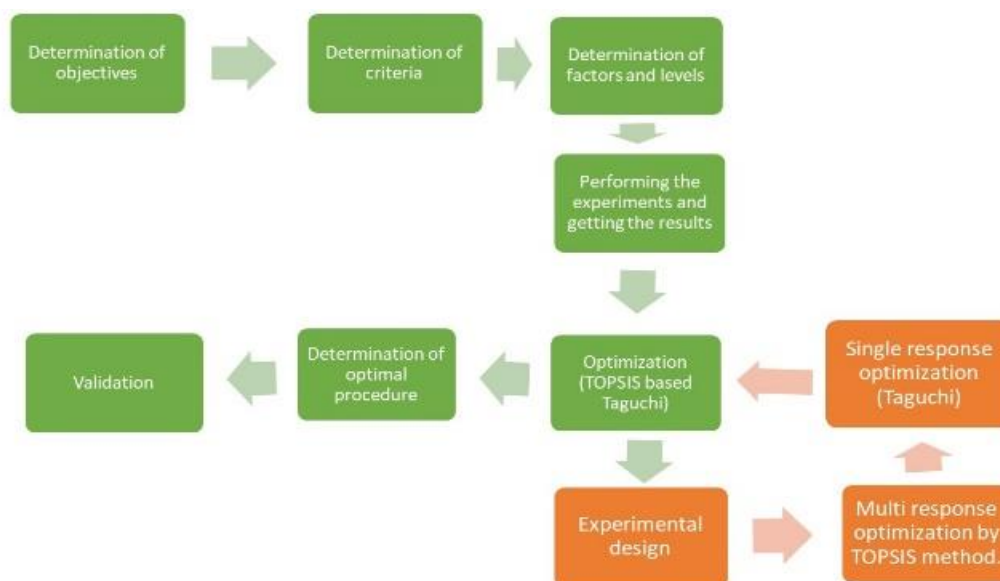 Determination of
objectives
Determination of
criteria
Determination of
factors and levels
Performing the
experiments and
getting the results
Optimization
(TOPSIS based
Taguchi)
Determination of
optimal
procedure
Validation
Single response
optimization
(Taguchi)
Experimental
design
Multi response
optimization by
TOPSIS method.